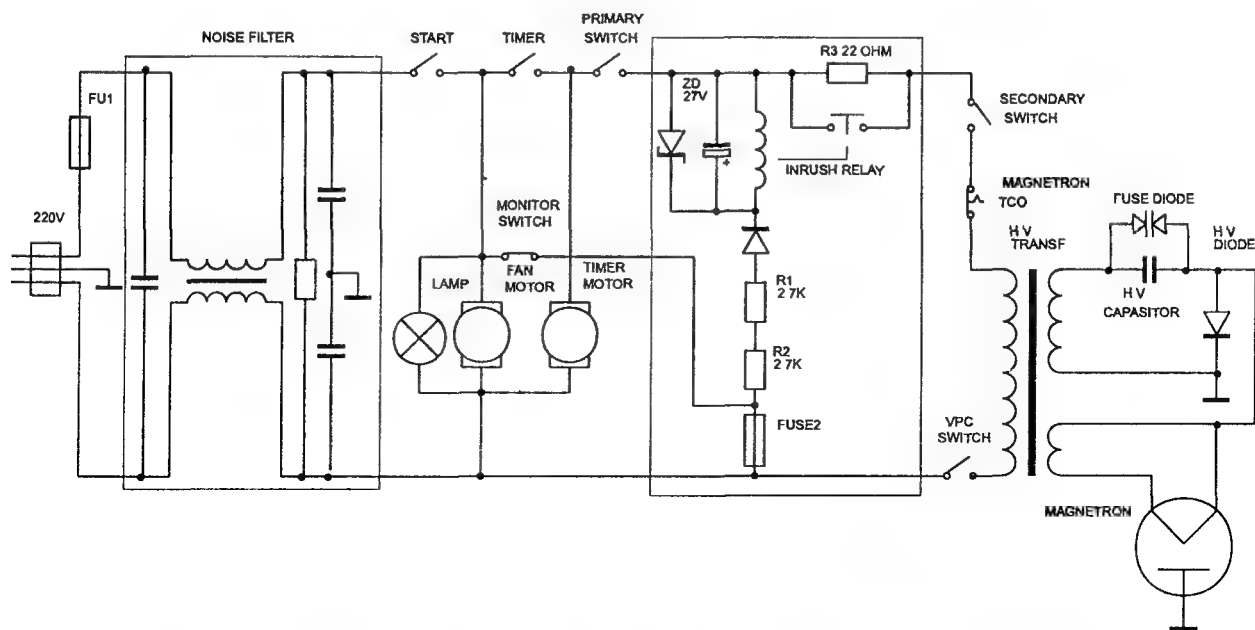 NOISE FILTER
START
TIMER
PRIMARY
SWITCH
R3 22 OHM
FU1
ZD
27V
SECONDARY
SWITCH
+
INRUSH RELAY
MAGNETRON
TCO
220V
MONITOR
SWITCH
FUSE DIODE
H V
TRANSF
H V
DIODE
LAMP
FAN
MOTOR
TIMER
MOTOR
R1
2 7K
H V
CAPASITOR
R2
2 7K
FUSE2
VPC
SWITCH
MAGNETRON